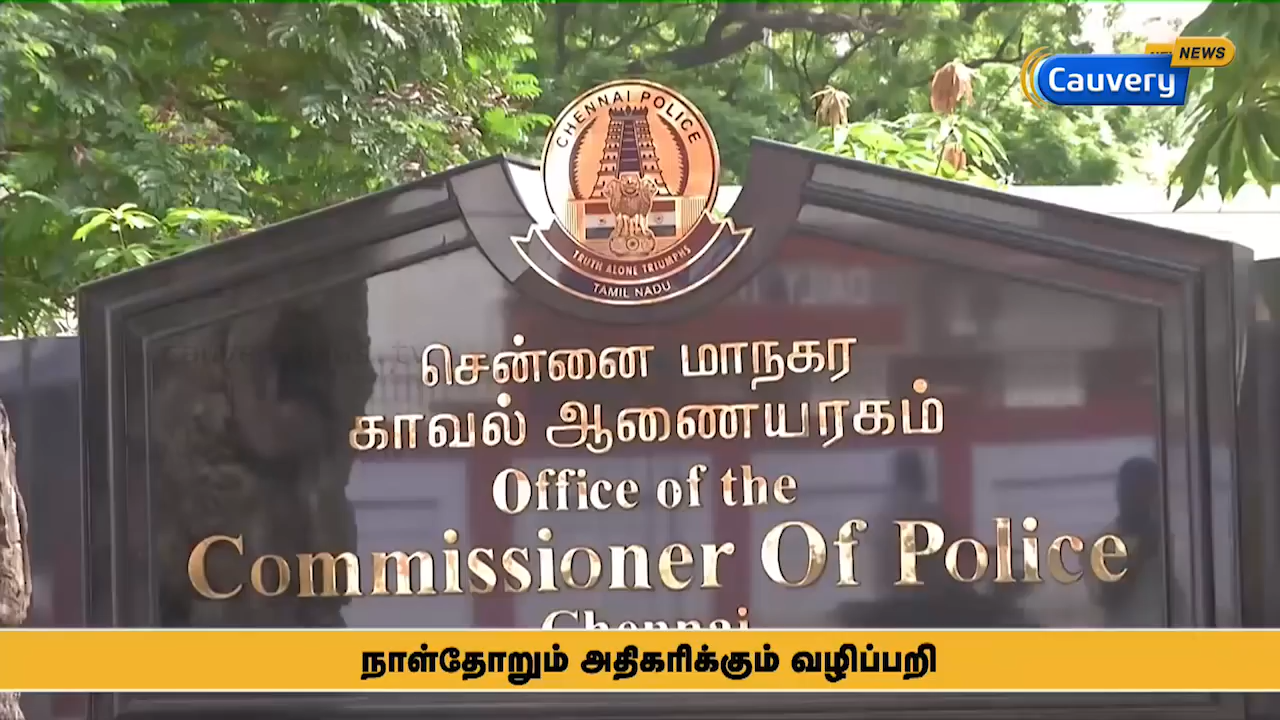 NEWS
Cauvery
CHENNAI POLICE
TRUTH ALONE TRIUMPHS
TAMIL NADU
சென்னை மாநகர
காவல் ஆணையரகம்
Office of the
Commissioner Of Police
Chennai
நாள்தோறும் அதிகரிக்கும் வழிப்பறி